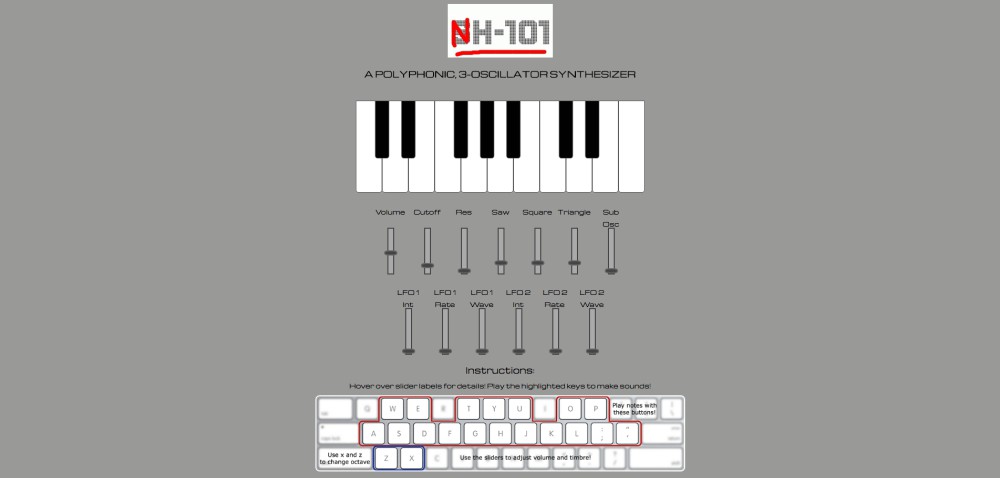 NH-101
A POLYPHONIC, 3-OSCILLATOR SYNTHESIZER
Volume Cutoff Res Saw Square Triangle Sub Osc
LFO 1 Int LFO 1 Rate LFO 1 Wave LFO 2 Int LFO 2 Rate LFO 2 Wave
Instructions:
Hover over slider labels for details! Play the highlighted keys to make sounds!
Q W E R T Y U I O P Play notes with these buttons!
A S D F G H J K L ; '
Use x and z to change octave Z X C Use the sliders to adjust volume and timbre!